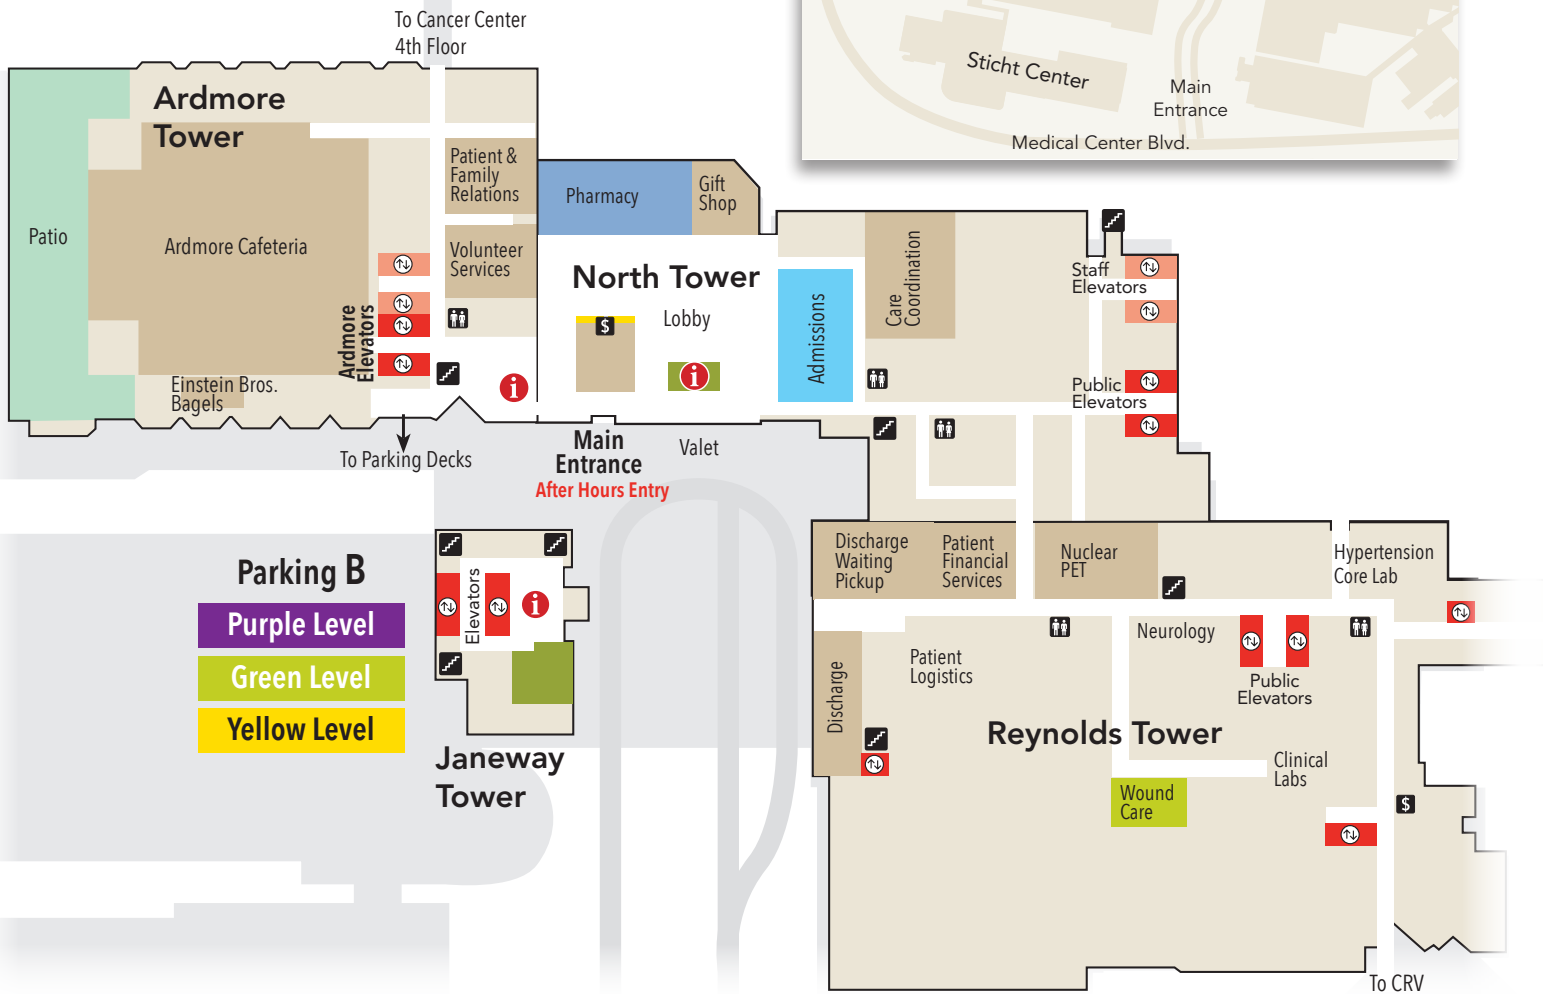 To Cancer Center
4th Floor
Sticht Center
Main
Entrance
Medical Center Blvd.
Ardmore
Tower
Patient &
Family
Relations
Pharmacy
Gift
Shop
Patio
Ardmore Cafeteria
Volunteer
Services
North Tower
Lobby
$
i
Admissions
Care
Coordination
Staff
Elevators
Ardmore
Elevators
Einstein Bros.
Bagels
i
Public
Elevators
To Parking Decks
Main
Entrance
After Hours Entry
Valet
Parking B
Purple Level
Green Level
Yellow Level
Elevators
i
Janeway
Tower
Discharge
Waiting
Pickup
Patient
Financial
Services
Nuclear
PET
Hypertension
Core Lab
Neurology
Discharge
Patient
Logistics
Public
Elevators
Reynolds Tower
Clinical
Labs
Wound
Care
$
To CRV